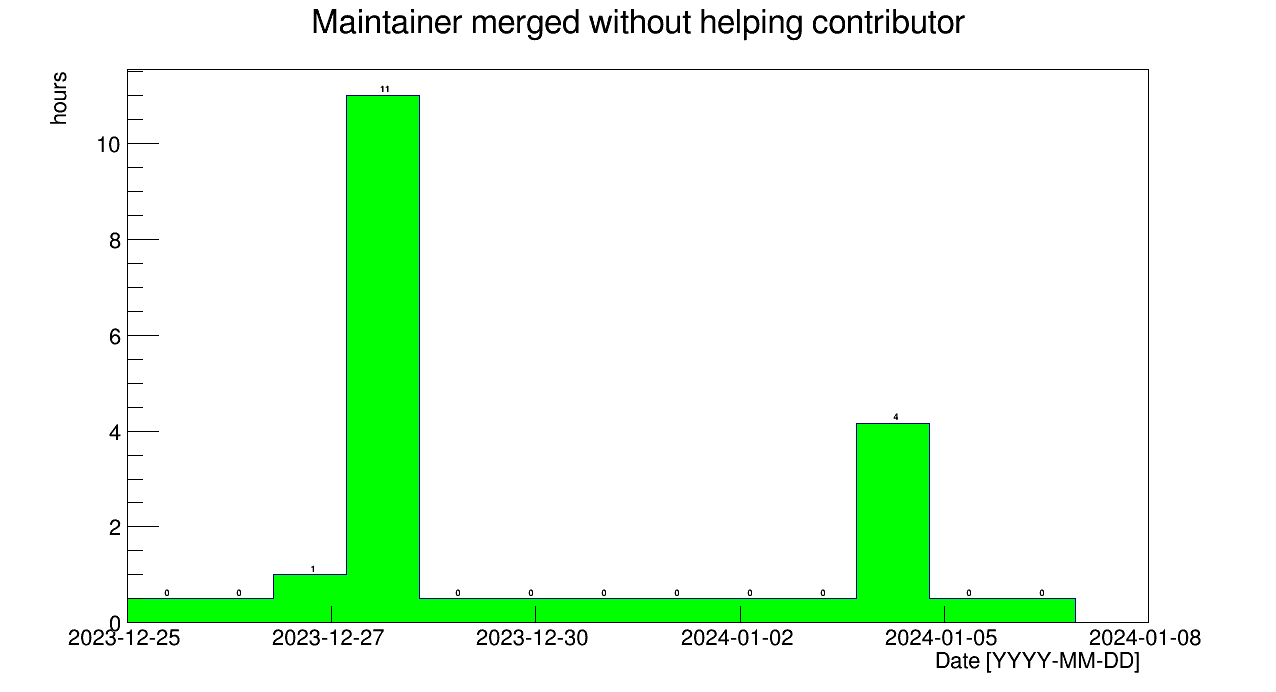 Maintainer merged without helping contributor
hours
11
10
8
6
4
4
2
1
0 0 0 0 0 0 0 0 0 0
0
2023-12-25 2023-12-27 2023-12-30 2024-01-02 2024-01-05 2024-01-08
Date [YYYY-MM-DD]